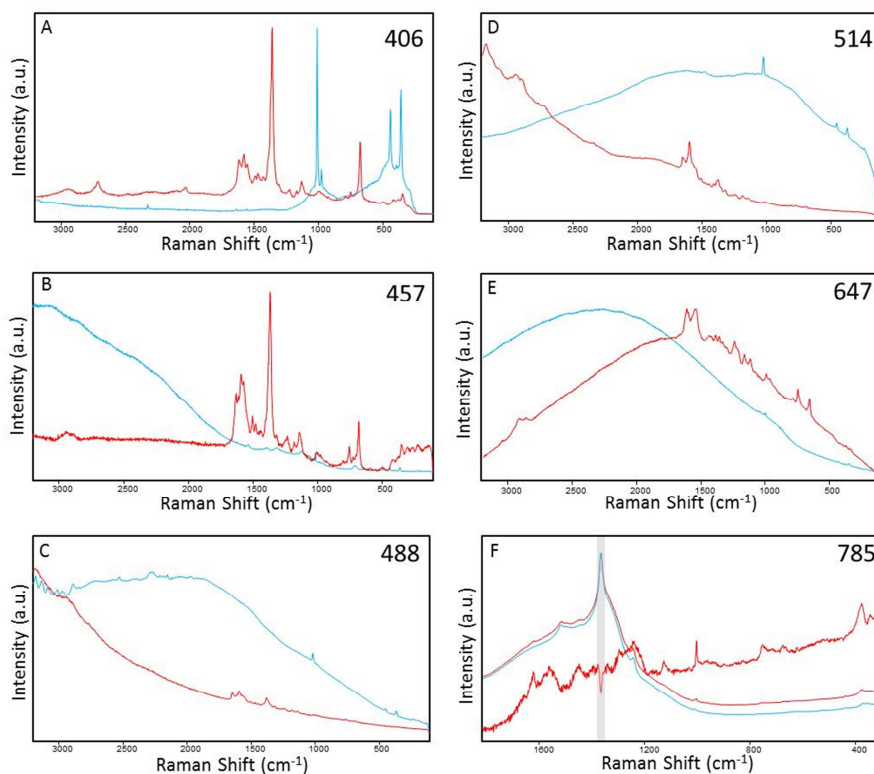 A
406
Intensity (a.u.)
3000
2500
2000
1500
1000
500
Raman Shift (cm⁻¹)
B
457
Intensity (a.u.)
3000
2500
2000
1500
1000
500
Raman Shift (cm⁻¹)
C
488
Intensity (a.u.)
3000
2500
2000
1500
1000
500
Raman Shift (cm⁻¹)
D
514
Intensity (a.u.)
3000
2500
2000
1500
1000
500
Raman Shift (cm⁻¹)
E
647
Intensity (a.u.)
3000
2500
2000
1500
1000
500
Raman Shift (cm⁻¹)
F
785
Intensity (a.u.)
1600
1200
800
400
Raman Shift (cm⁻¹)